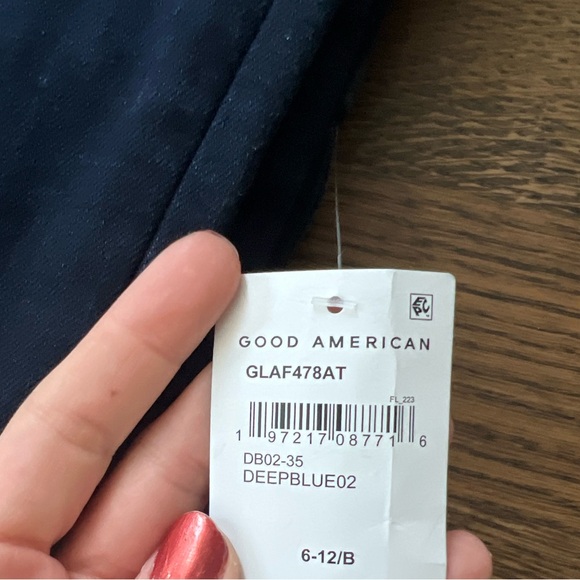 GOOD AMERICAN
GLAF478AT
FL_223
1 97217 08771 6
DB02-35
DEEPBLUE02
6-12/B